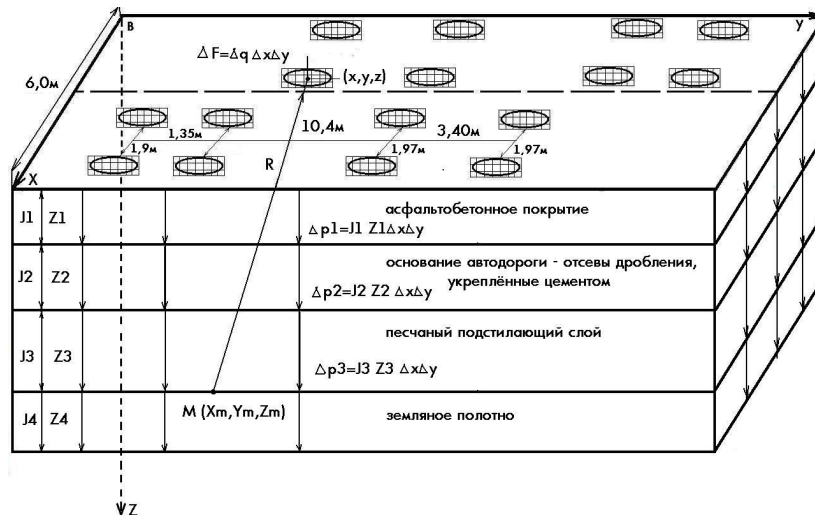 B
y
ΔF=Δq ΔxΔy
(x,y,z)
6,0м
10,4м
3,40м
1,35м
1,9м
1,97м
1,97м
R
X
J1 Z1
асфальтобетонное покрытие
Δp1=J1 Z1ΔxΔy
J2 Z2
основание автодороги - отсевы дробления,
укреплённые цементом
Δp2=J2 Z2 ΔxΔy
J3 Z3
песчаный подстилающий слой
Δp3=J3 Z3 ΔxΔy
M (Xm,Ym,Zm)
J4 Z4
земляное полотно
Z